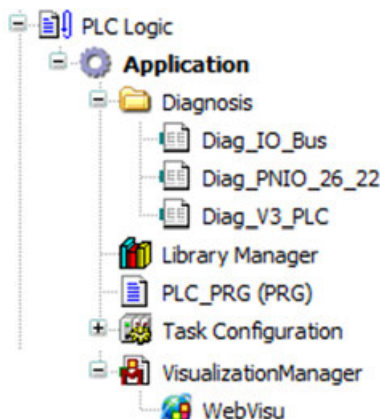 PLC Logic
Application
Diagnosis
Diag_IO_Bus
Diag_PNIO_26_22
Diag_V3_PLC
Library Manager
PLC_PRG (PRG)
Task Configuration
VisualizationManager
WebVisu